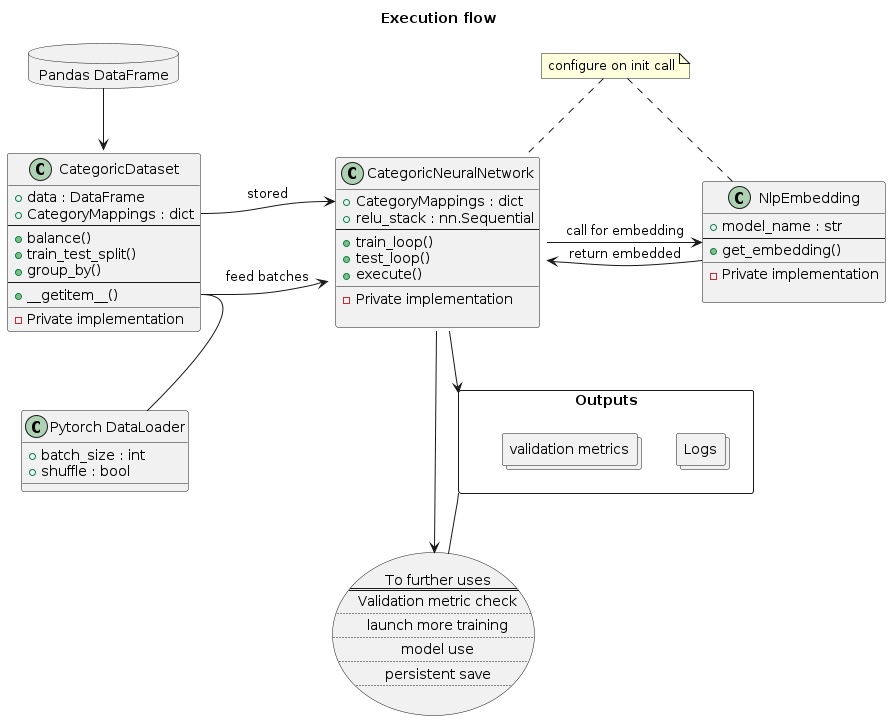 Execution flow
Pandas DataFrame
configure on init call
C CategoricDataset
data : DataFrame
CategoryMappings : dict
balance()
train_test_split()
group_by()
__getitem__()
Private implementation
stored
feed batches
C CategoricNeuralNetwork
CategoryMappings : dict
relu_stack : nn.Sequential
train_loop()
test_loop()
execute()
Private implementation
call for embedding
return embedded
C NlpEmbedding
model_name : str
get_embedding()
Private implementation
C Pytorch DataLoader
batch_size : int
shuffle : bool
Outputs
validation metrics
Logs
To further uses
Validation metric check
launch more training
model use
persistent save